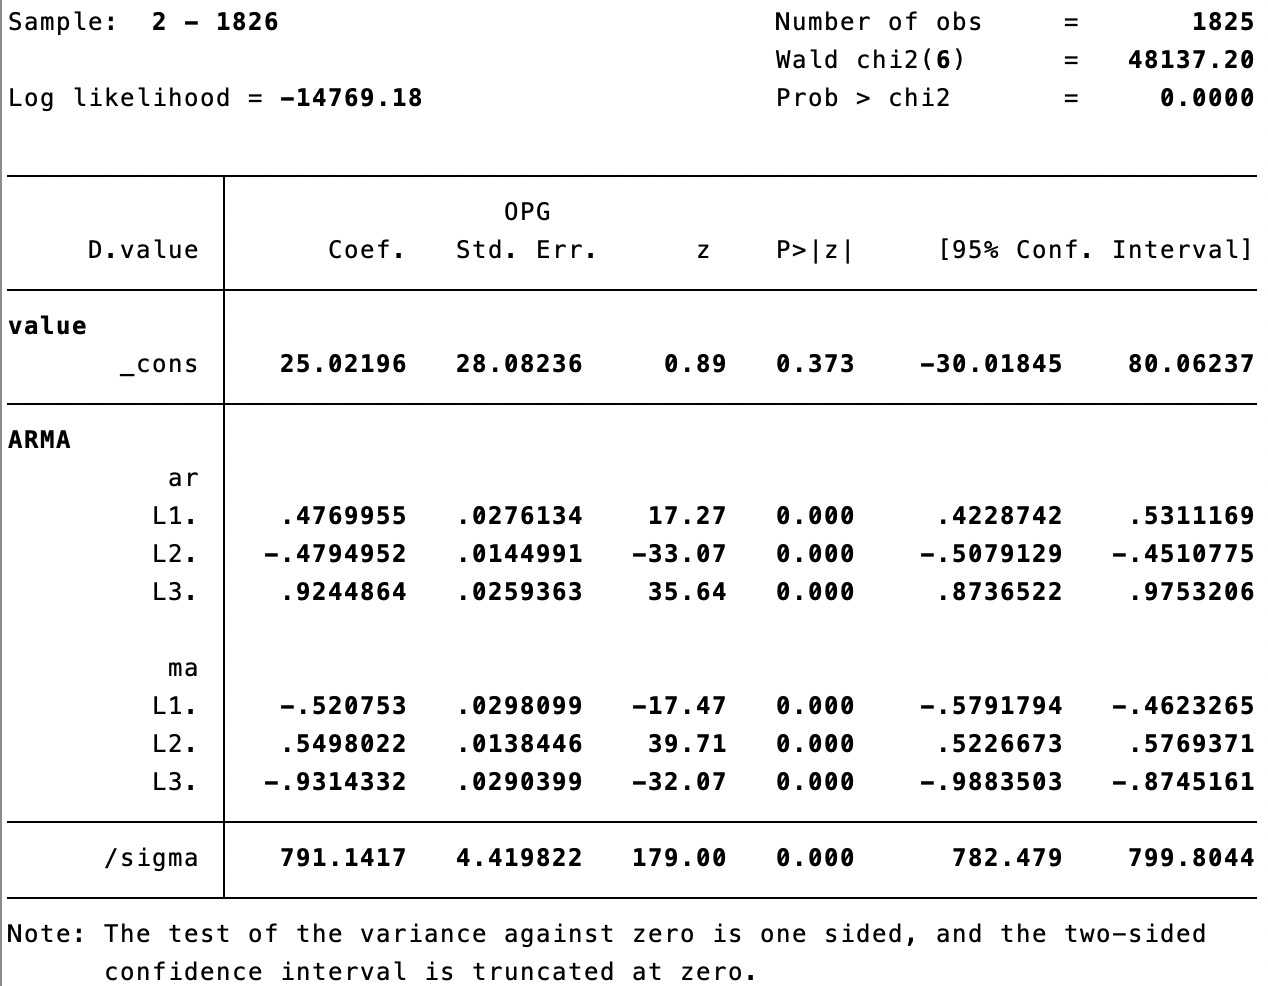 Sample:  2 - 1826                               Number of obs     =       1825
Wald chi2(6)      =   48137.20
Log likelihood = -14769.18                      Prob > chi2       =     0.0000
OPG
D.value        Coef.   Std. Err.      z    P>|z|     [95% Conf. Interval]
value
_cons     25.02196   28.08236     0.89   0.373    -30.01845    80.06237
ARMA
ar
L1.     .4769955   .0276134    17.27   0.000     .4228742    .5311169
L2.    -.4794952   .0144991   -33.07   0.000    -.5079129   -.4510775
L3.     .9244864   .0259363    35.64   0.000     .8736522    .9753206
ma
L1.     -.520753   .0298099   -17.47   0.000    -.5791794   -.4623265
L2.     .5498022   .0138446    39.71   0.000     .5226673    .5769371
L3.    -.9314332   .0290399   -32.07   0.000    -.9883503   -.8745161
/sigma     791.1417   4.419822   179.00   0.000      782.479    799.8044
Note: The test of the variance against zero is one sided, and the two-sided
confidence interval is truncated at zero.